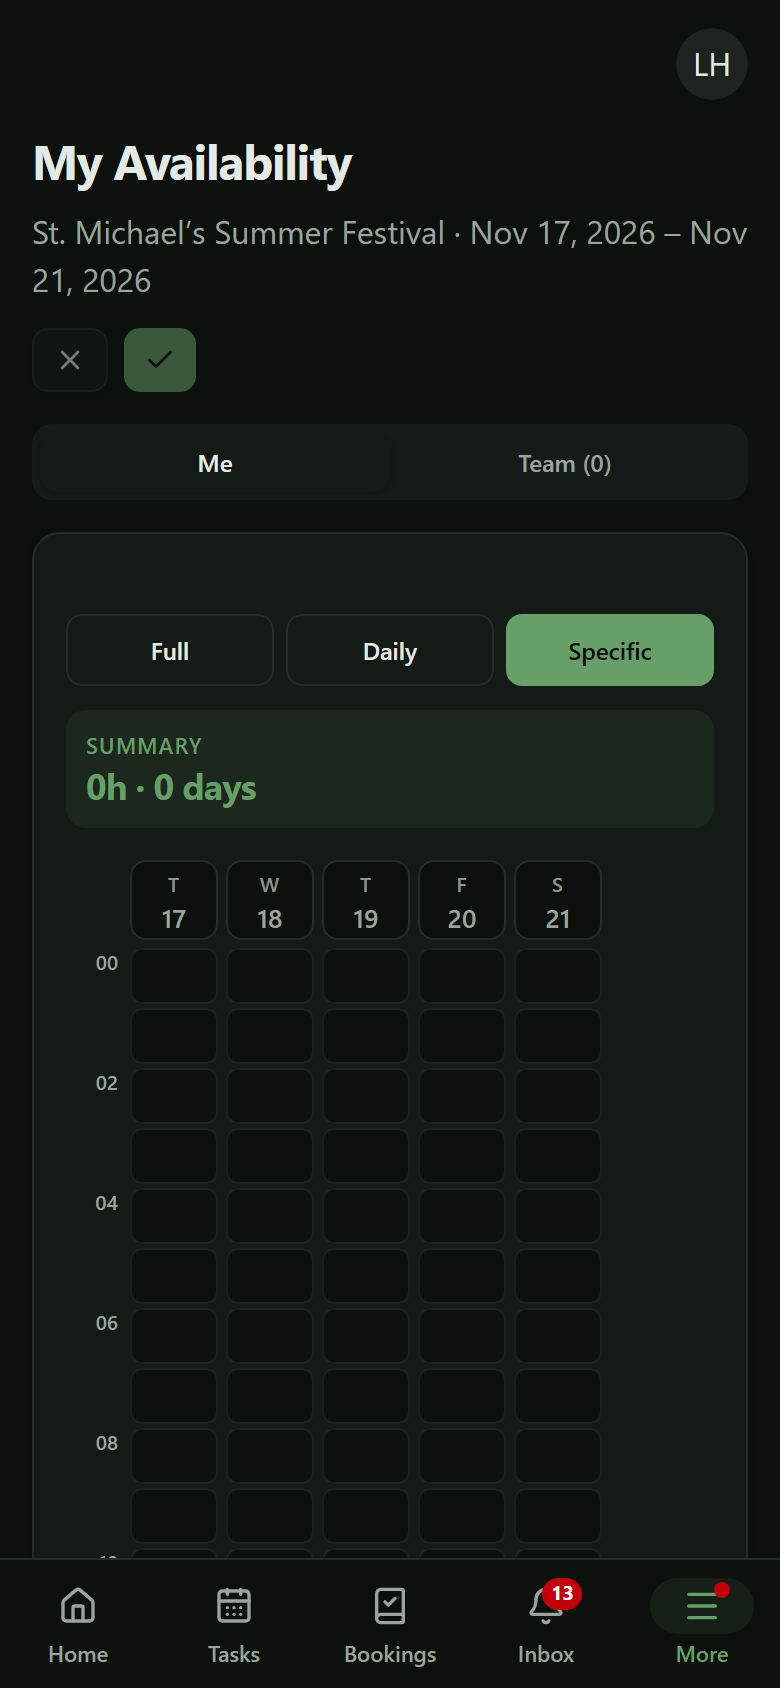 LH
My Availability
St. Michael’s Summer Festival · Nov 17, 2026 – Nov
21, 2026
Me
Team (0)
Full
Daily
Specific
SUMMARY
0h · 0 days
T W T F S
17 18 19 20 21
00
02
04
06
08
13
Home
Tasks
Bookings
Inbox
More